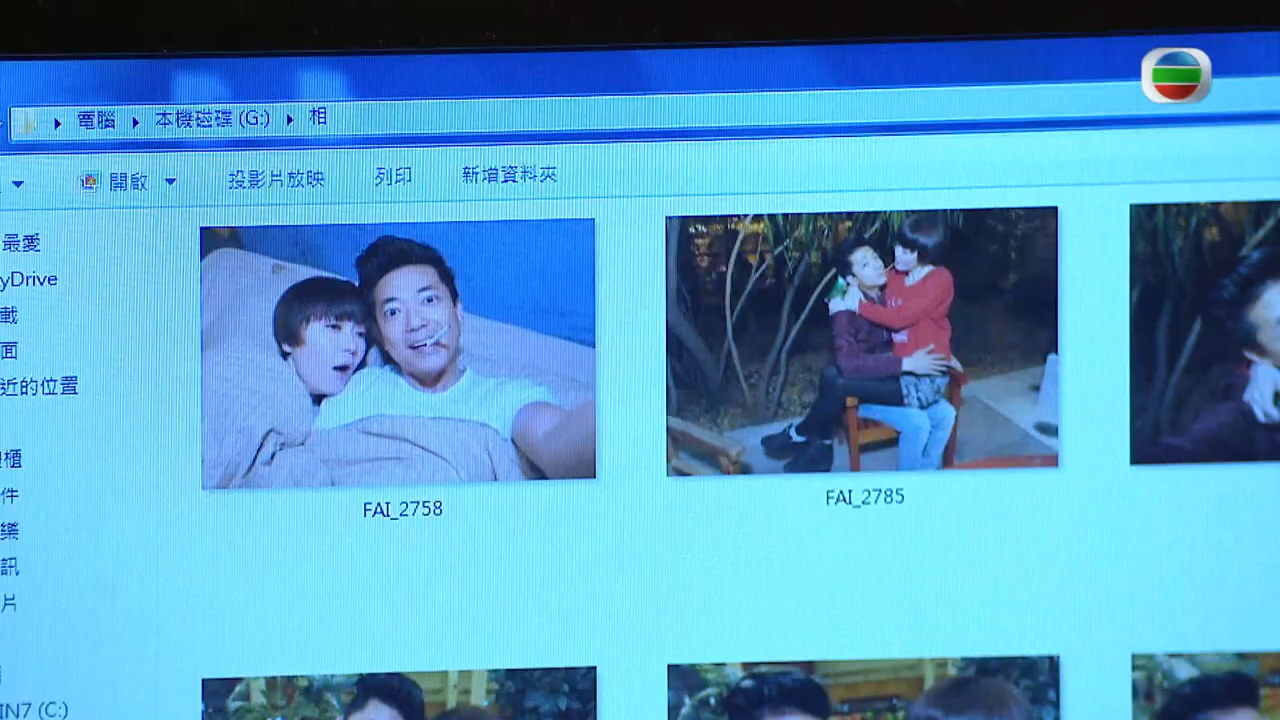 電腦 本機磁碟 (G:) 相
開啟 投影片放映 列印 新增資料夾
最愛
yDrive
載
面
近的位置
櫃
件
樂
訊
片
IN7 (C:)
FAI_2758
FAI_2785